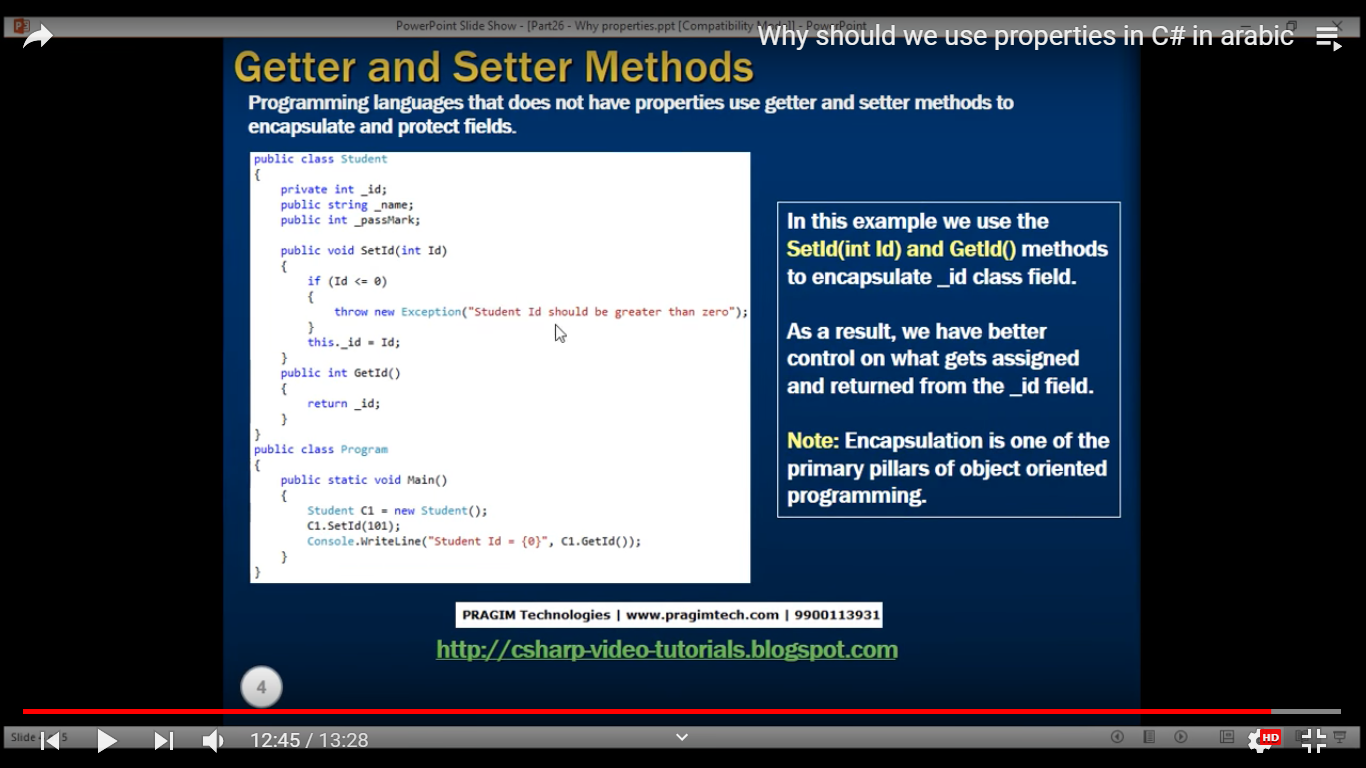 PowerPoint Slide Show - [Part26 - Why properties.ppt [Compatibility Mode]] - PowerPoint
Why should we use properties in C# in arabic
Getter and Setter Methods
Programming languages that does not have properties use getter and setter methods to
encapsulate and protect fields.
public class Student
{
private int _id;
public string _name;
public int _passMark;
public void SetId(int Id)
{
if (Id <= 0)
{
throw new Exception("Student Id should be greater than zero");
}
this._id = Id;
}
public int GetId()
{
return _id;
}
}
public class Program
{
public static void Main()
{
Student C1 = new Student();
C1.SetId(101);
Console.WriteLine("Student Id = {0}", C1.GetId());
}
}
In this example we use the
SetId(int Id) and GetId() methods
to encapsulate _id class field.
As a result, we have better
control on what gets assigned
and returned from the _id field.
Note: Encapsulation is one of the
primary pillars of object oriented
programming.
PRAGIM Technologies | www.pragimtech.com | 9900113931
http://csharp-video-tutorials.blogspot.com
4
Slide 5
12:45 / 13:28
HD